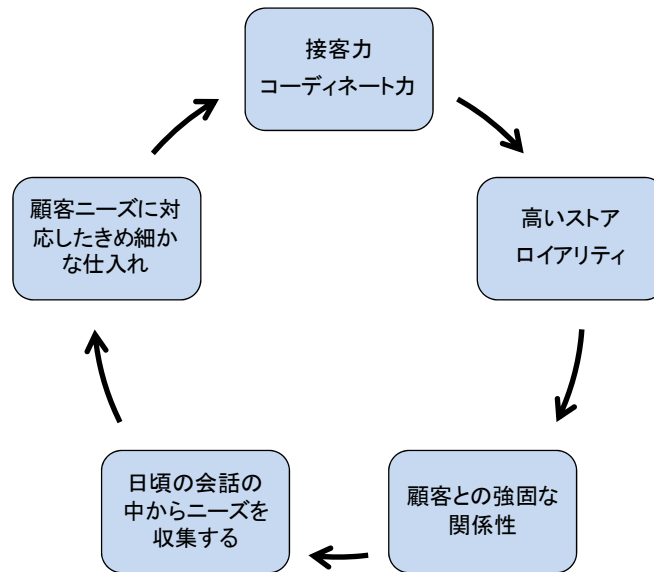 接客力
コーディネート力
高いストア
ロイアリティ
顧客との強固な
関係性
日頃の会話の
中からニーズを
収集する
顧客ニーズに対
応したきめ細か
な仕入れ